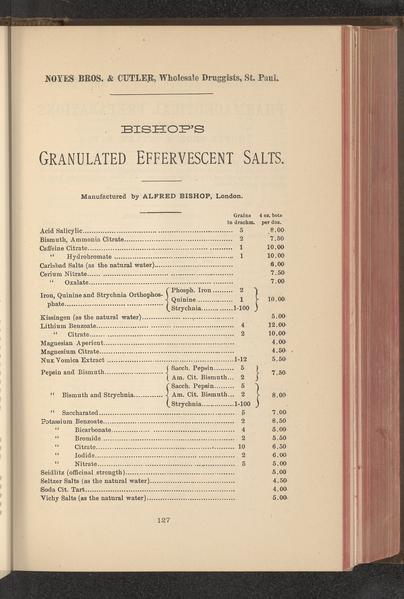 NOYES BROS. & CUTLER, Wholesale Druggists, St. Paul.
BISHOP'S
GRANULATED EFFERVESCENT SALTS.
Manufactured by ALFRED BISHOP, London.
Grains in drachm. 4 oz. bots per doz.
Acid Salicylic 5 8.00
Bismuth, Ammonia Citrate 2 7.50
Caffeine Citrate 1 10.00
" Hydrobromate 1 10.00
Carlsbad Salts (as the natural water) 6.00
Cerium Nitrate 7.50
" Oxalate 7.00
Iron, Quinine and Strychnia Orthophosphate { Phosph. Iron 2
Quinine 1 } 10.00
Strychnia 1-100
Kissingen (as the natural water) 5.00
Lithium Benzoate 4 12.00
" Citrate 2 10.00
Magnesian Aperient 4.00
Magnesium Citrate 4.50
Nux Vomica Extract 1-12 5.50
Pepsin and Bismuth { Sacch. Pepsin 5
Am. Cit. Bismuth 2 } 7.50
" Bismuth and Strychnia { Sacch. Pepsin 5
Am. Cit. Bismuth 2 } 8.00
Strychnia 1-100
" Saccharated 5 7.00
Potassium Benzoate 2 8.50
" Bicarbonate 4 5.00
" Bromide 2 5.50
" Citrate 10 6.50
" Iodide 2 6.00
" Nitrate 5 5.00
Seidlitz (officinal strength) 5.00
Seltzer Salts (as the natural water) 4.50
Soda Cit. Tart 4.00
Vichy Salts (as the natural water) 5.00
127